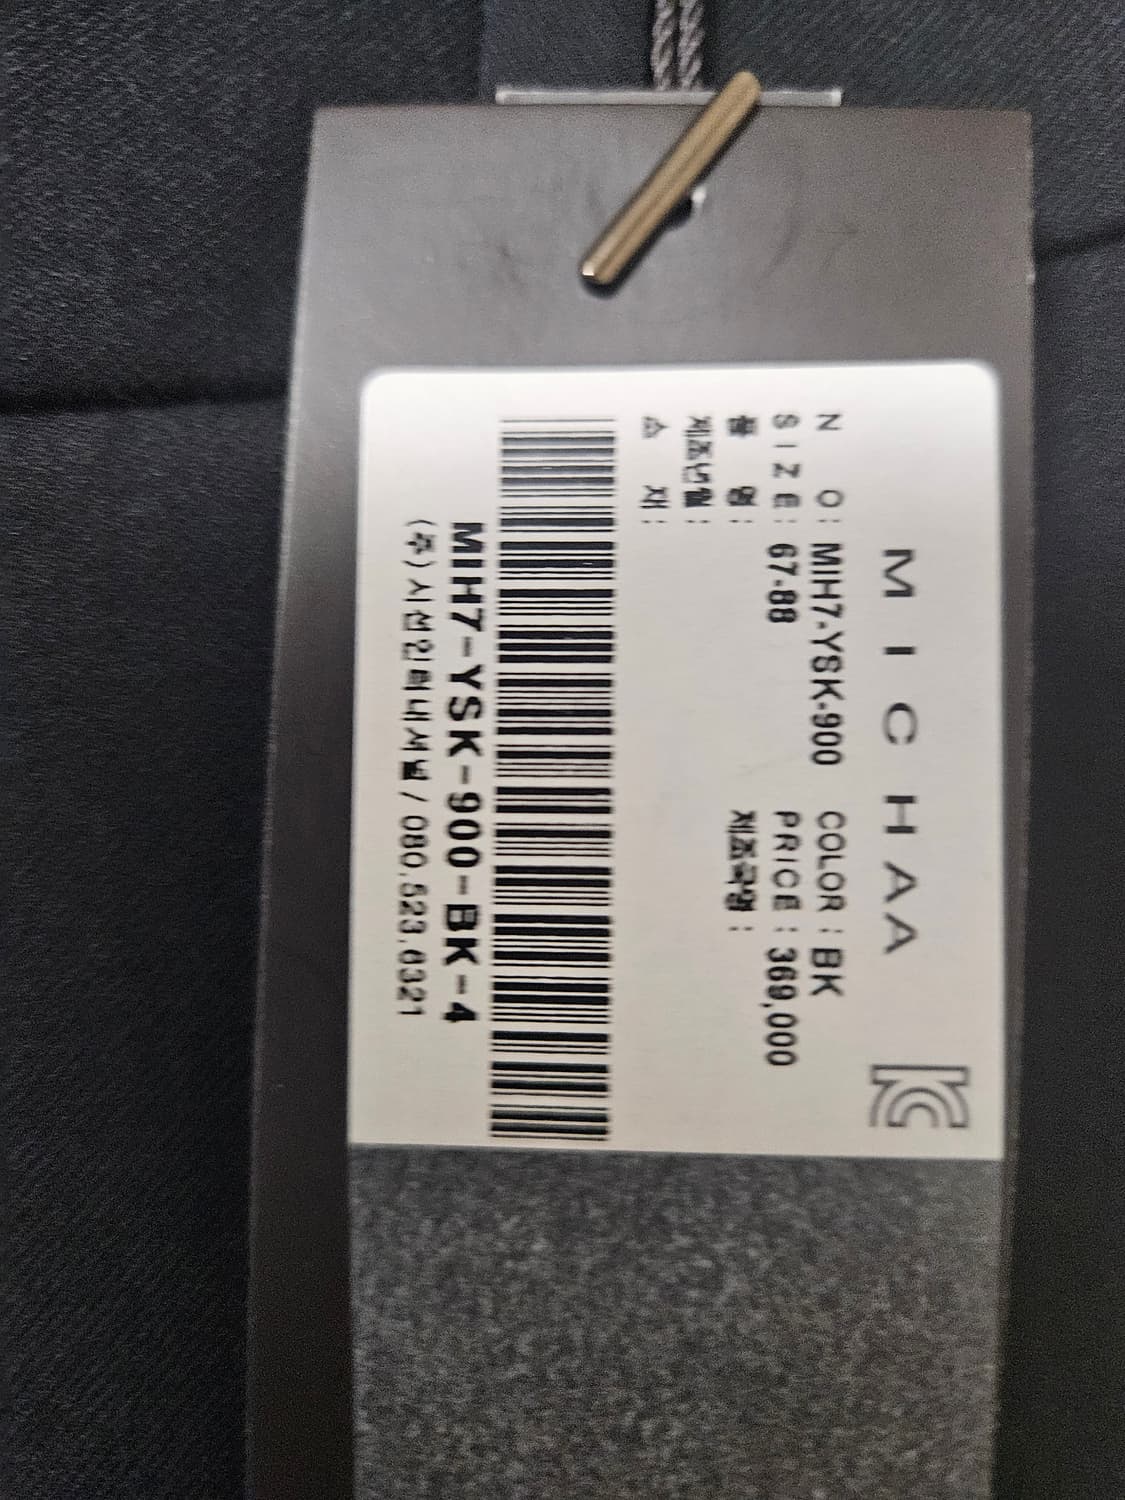 MICHAA
NO: MIH7-YSK-900 COLOR : BK
SIZE: 67-88 PRICE : 369,000
품 명: 제조국명 :
제조년월:
소 재:
MIH7-YSK-900-BK-4
(주)시선인터내셔널 / 080.523.6321